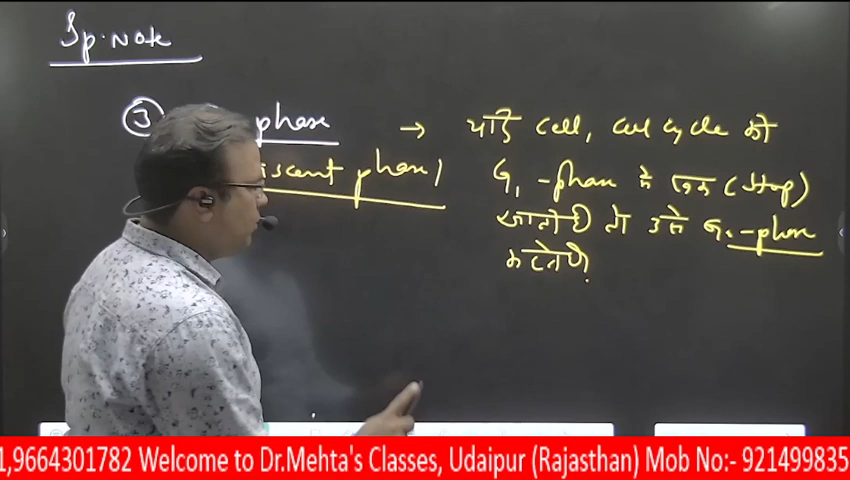 Sp. Note
③ phase → यदि cell, cell cycle की
iscent phase) G₁ -phase में रूक (stop)
जाती है तो उसे G₀ -phase
कहते है।
1,9664301782 Welcome to Dr.Mehta's Classes, Udaipur (Rajasthan) Mob No:- 921499835